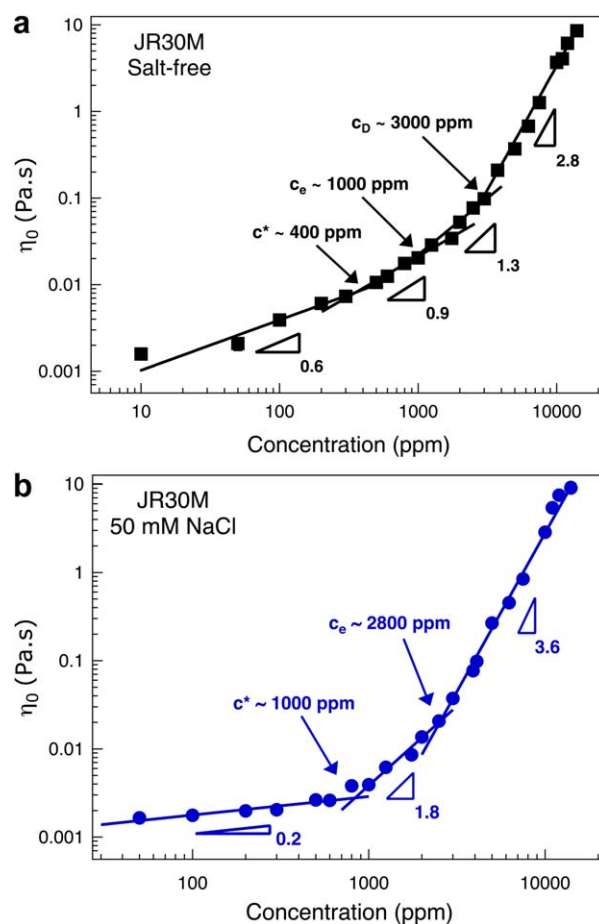 a
JR30M
Salt-free
10
1
0.1
0.01
0.001
η₀ (Pa.s)
c_D ~ 3000 ppm
c_e ~ 1000 ppm
c* ~ 400 ppm
2.8
1.3
0.9
0.6
10
100
1000
10000
Concentration (ppm)
b
JR30M
50 mM NaCl
10
1
0.1
0.01
0.001
η₀ (Pa.s)
c_e ~ 2800 ppm
c* ~ 1000 ppm
3.6
1.8
0.2
100
1000
10000
Concentration (ppm)